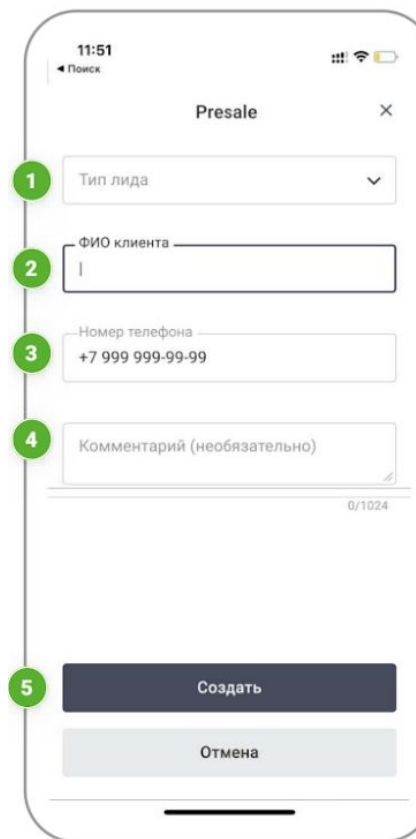 11:51
◄ Поиск
Presale
1
Тип лида
ФИО клиента
2
Номер телефона
3
+7 999 999-99-99
4
Комментарий (необязательно)
0/1024
5
Создать
Отмена